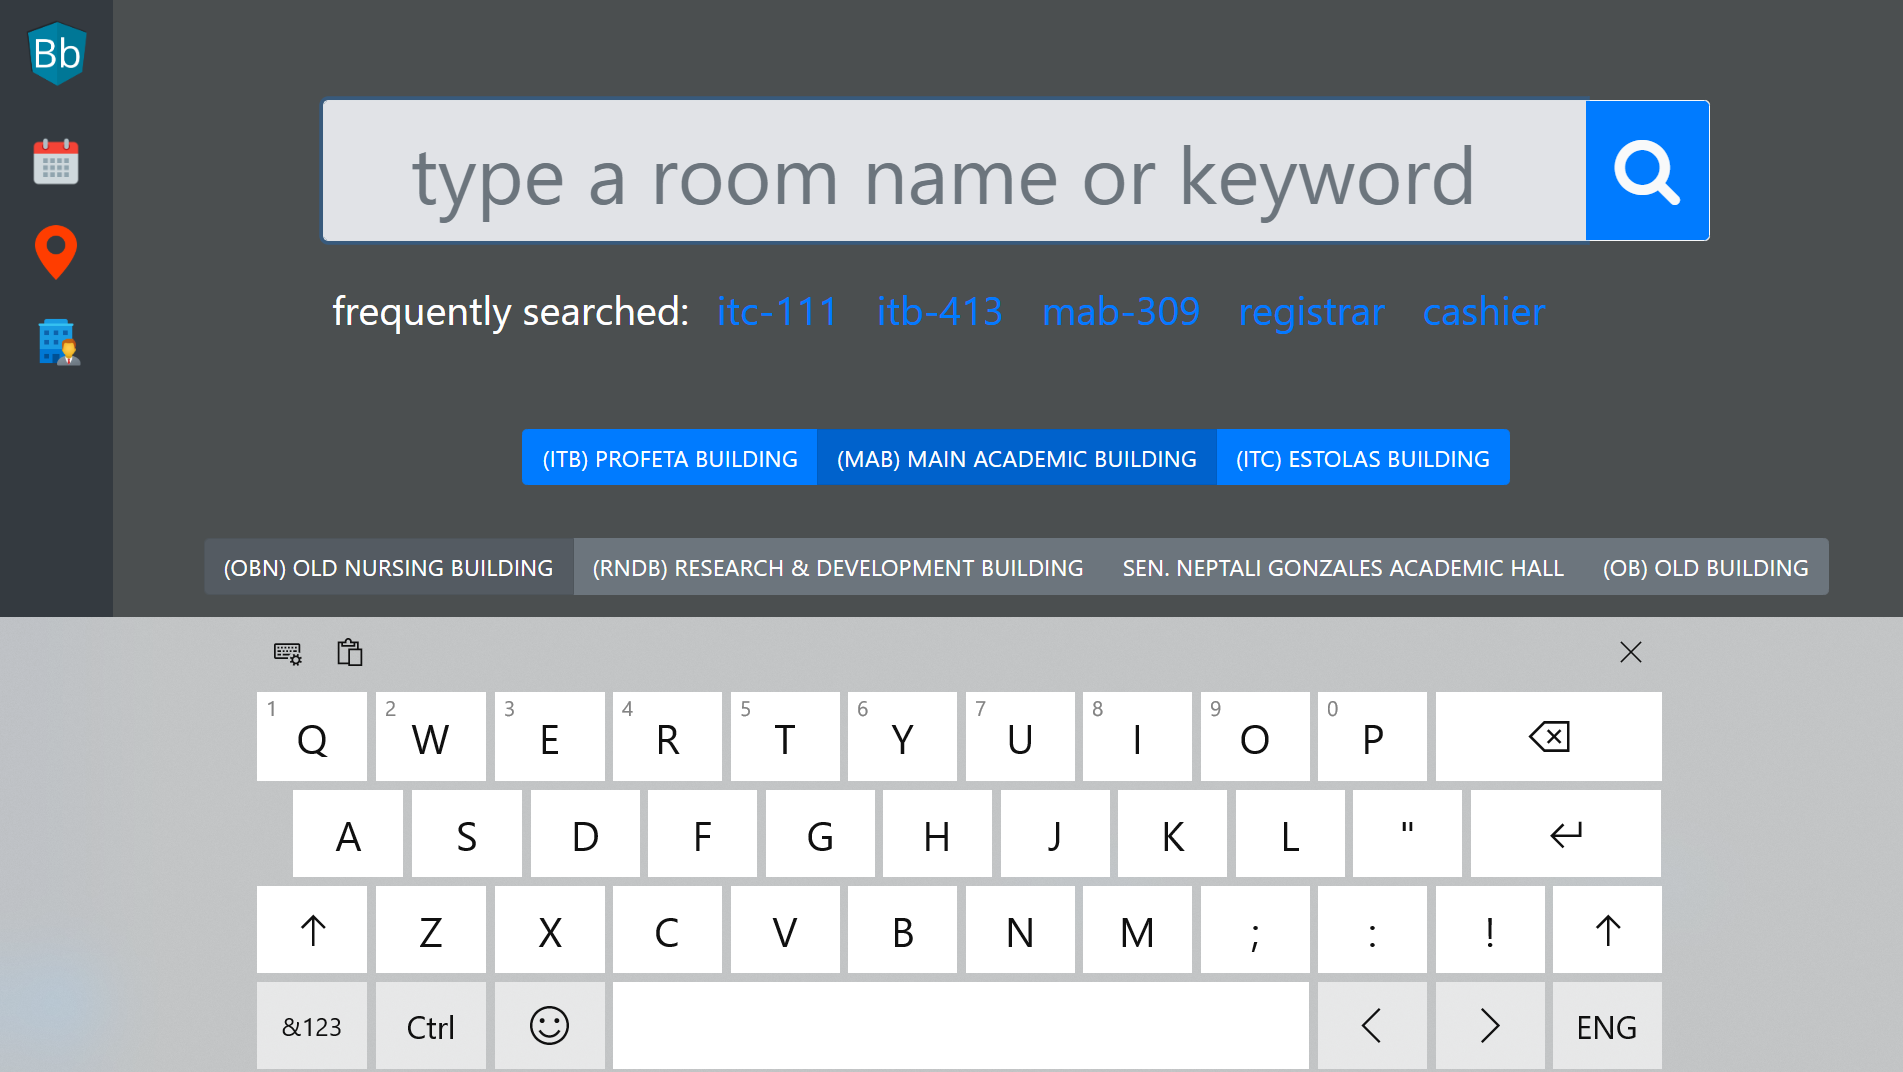 Bb
type a room name or keyword
frequently searched: itc-111 itb-413 mab-309 registrar cashier
(ITB) PROFETA BUILDING (MAB) MAIN ACADEMIC BUILDING (ITC) ESTOLAS BUILDING
(OBN) OLD NURSING BUILDING (RNDB) RESEARCH & DEVELOPMENT BUILDING SEN. NEPTALI GONZALES ACADEMIC HALL (OB) OLD BUILDING
1 Q 2 W 3 E 4 R 5 T 6 Y 7 U 8 I 9 O 0 P
A S D F G H J K L "
Z X C V B N M ; : !
&123 Ctrl ENG